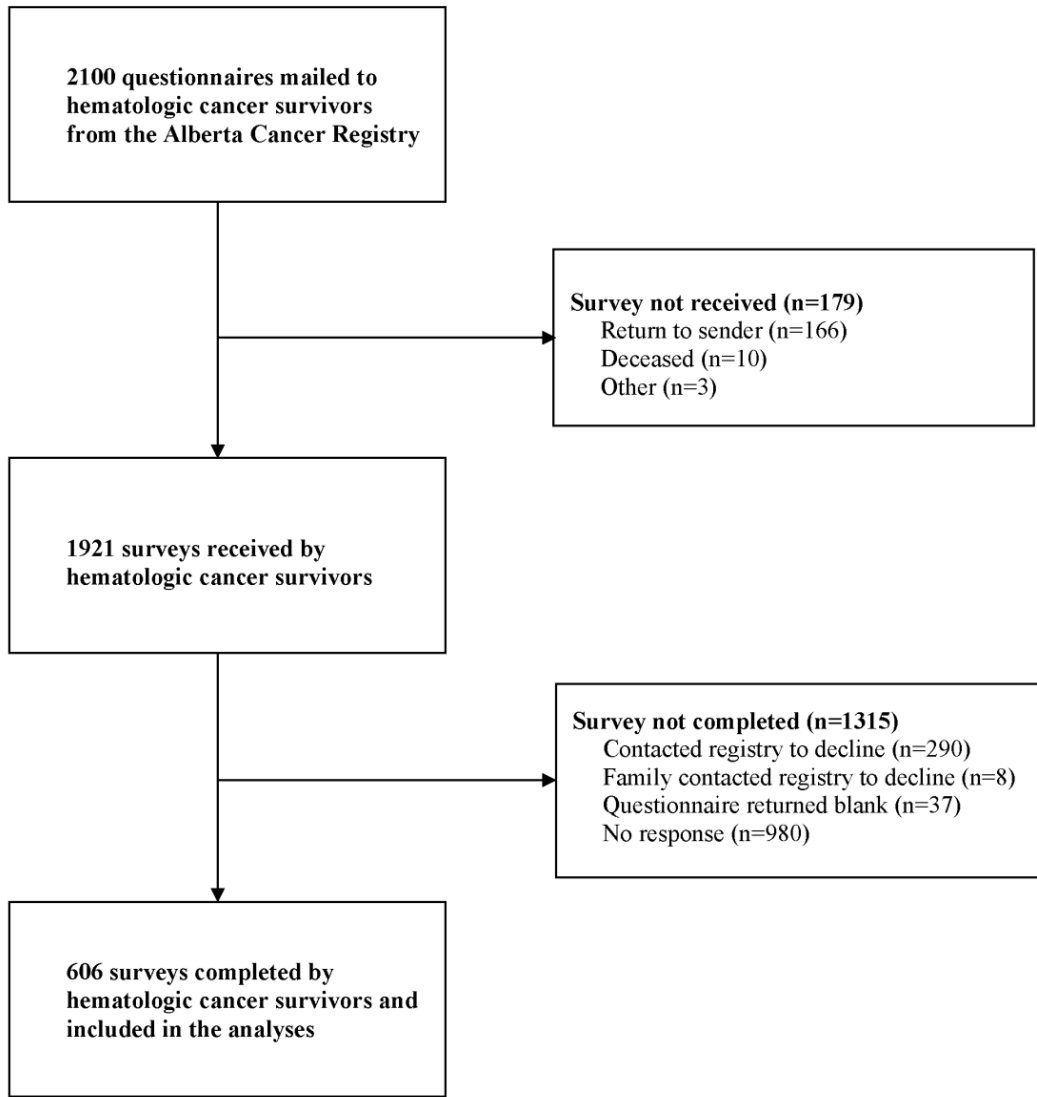 2100 questionnaires mailed to
hematologic cancer survivors
from the Alberta Cancer Registry
Survey not received (n=179)
Return to sender (n=166)
Deceased (n=10)
Other (n=3)
1921 surveys received by
hematologic cancer survivors
Survey not completed (n=1315)
Contacted registry to decline (n=290)
Family contacted registry to decline (n=8)
Questionnaire returned blank (n=37)
No response (n=980)
606 surveys completed by
hematologic cancer survivors and
included in the analyses